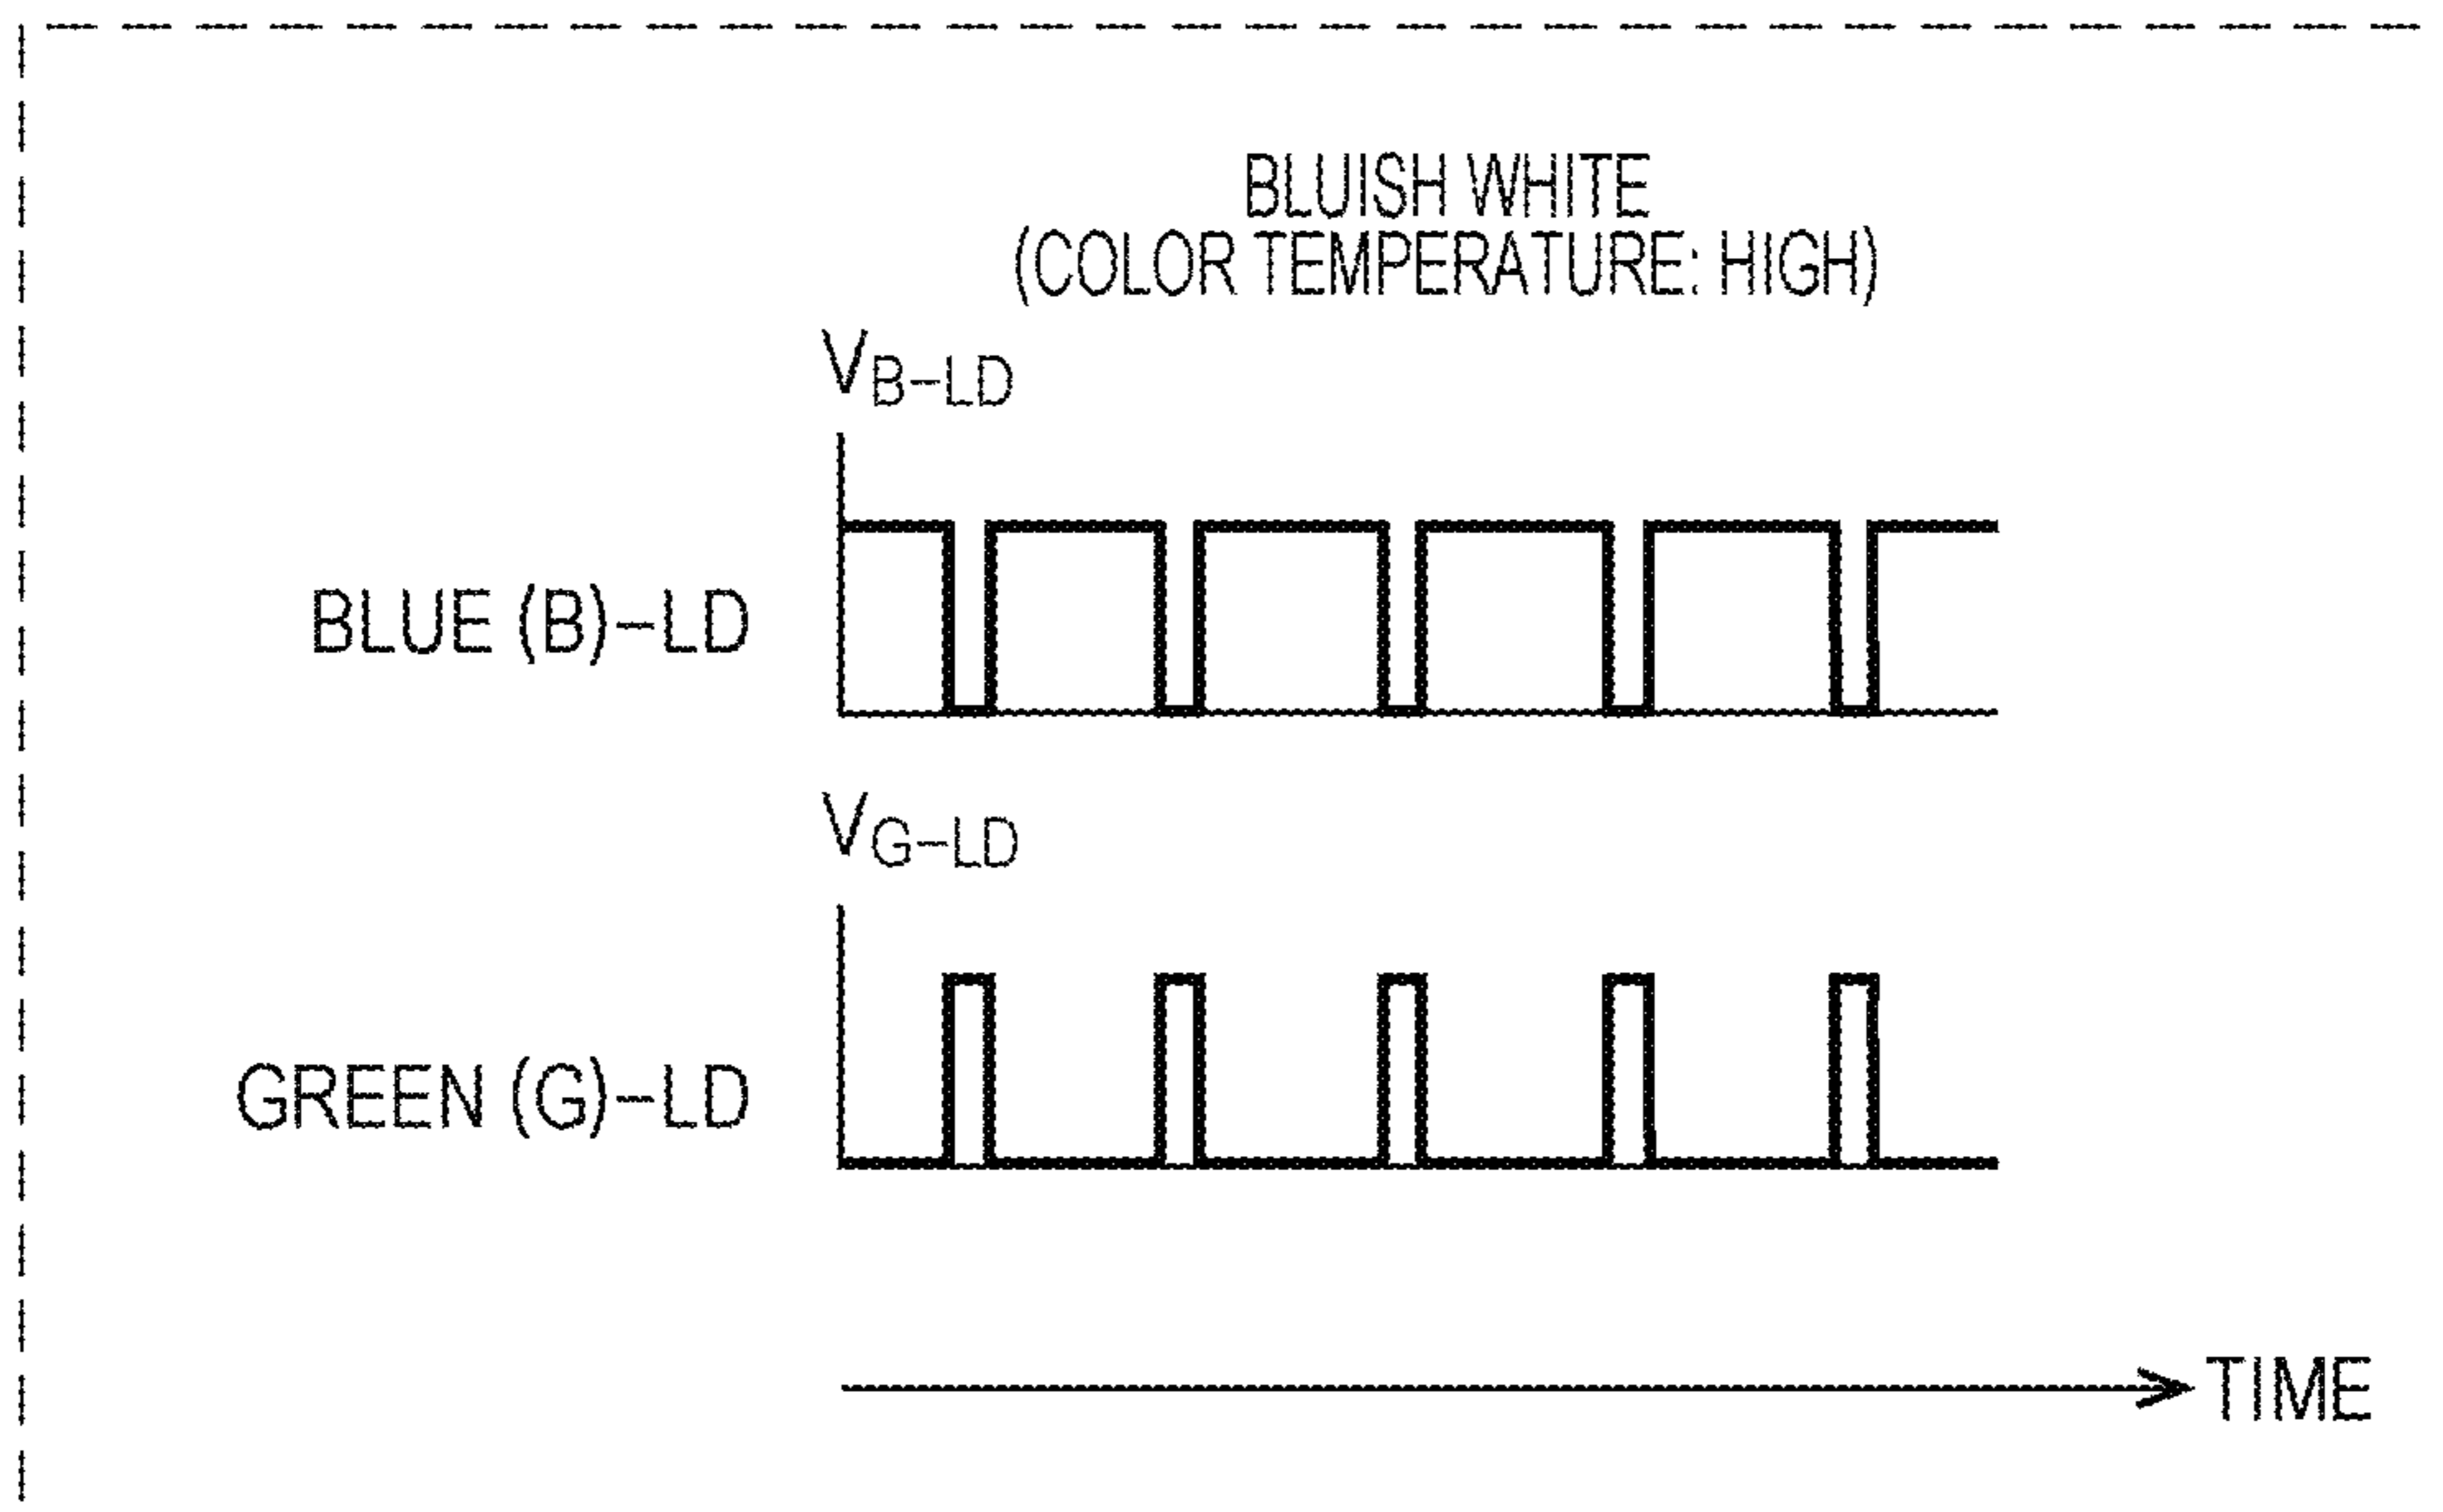 BLUISH WHITE
(COLOR TEMPERATURE: HIGH)
VB-LD
BLUE (B)-LD
VG-LD
GREEN (G)-LD
TIME